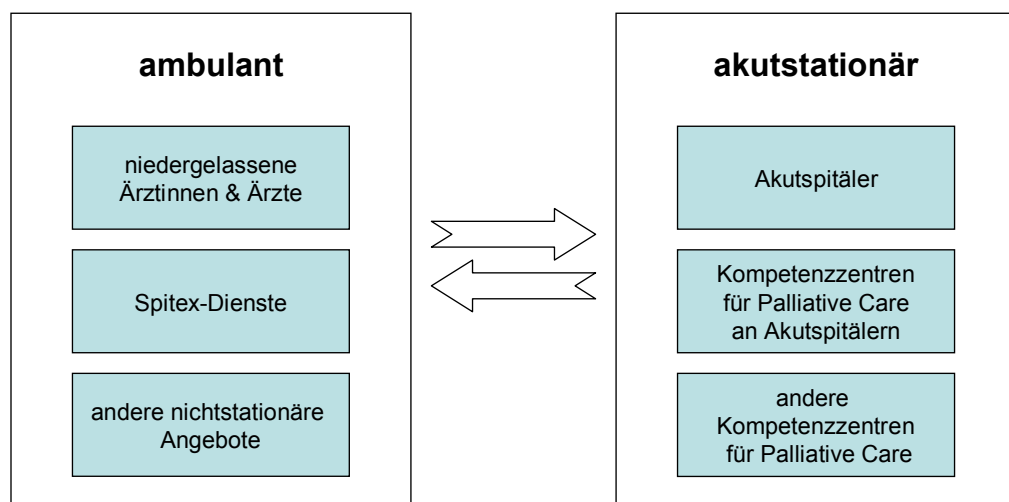 ambulant
niedergelassene
Ärztinnen & Ärzte
Spitex-Dienste
andere nichtstationäre
Angebote
akutstationär
Akutspitäler
Kompetenzzentren
für Palliative Care
an Akutspitälern
andere
Kompetenzzentren
für Palliative Care